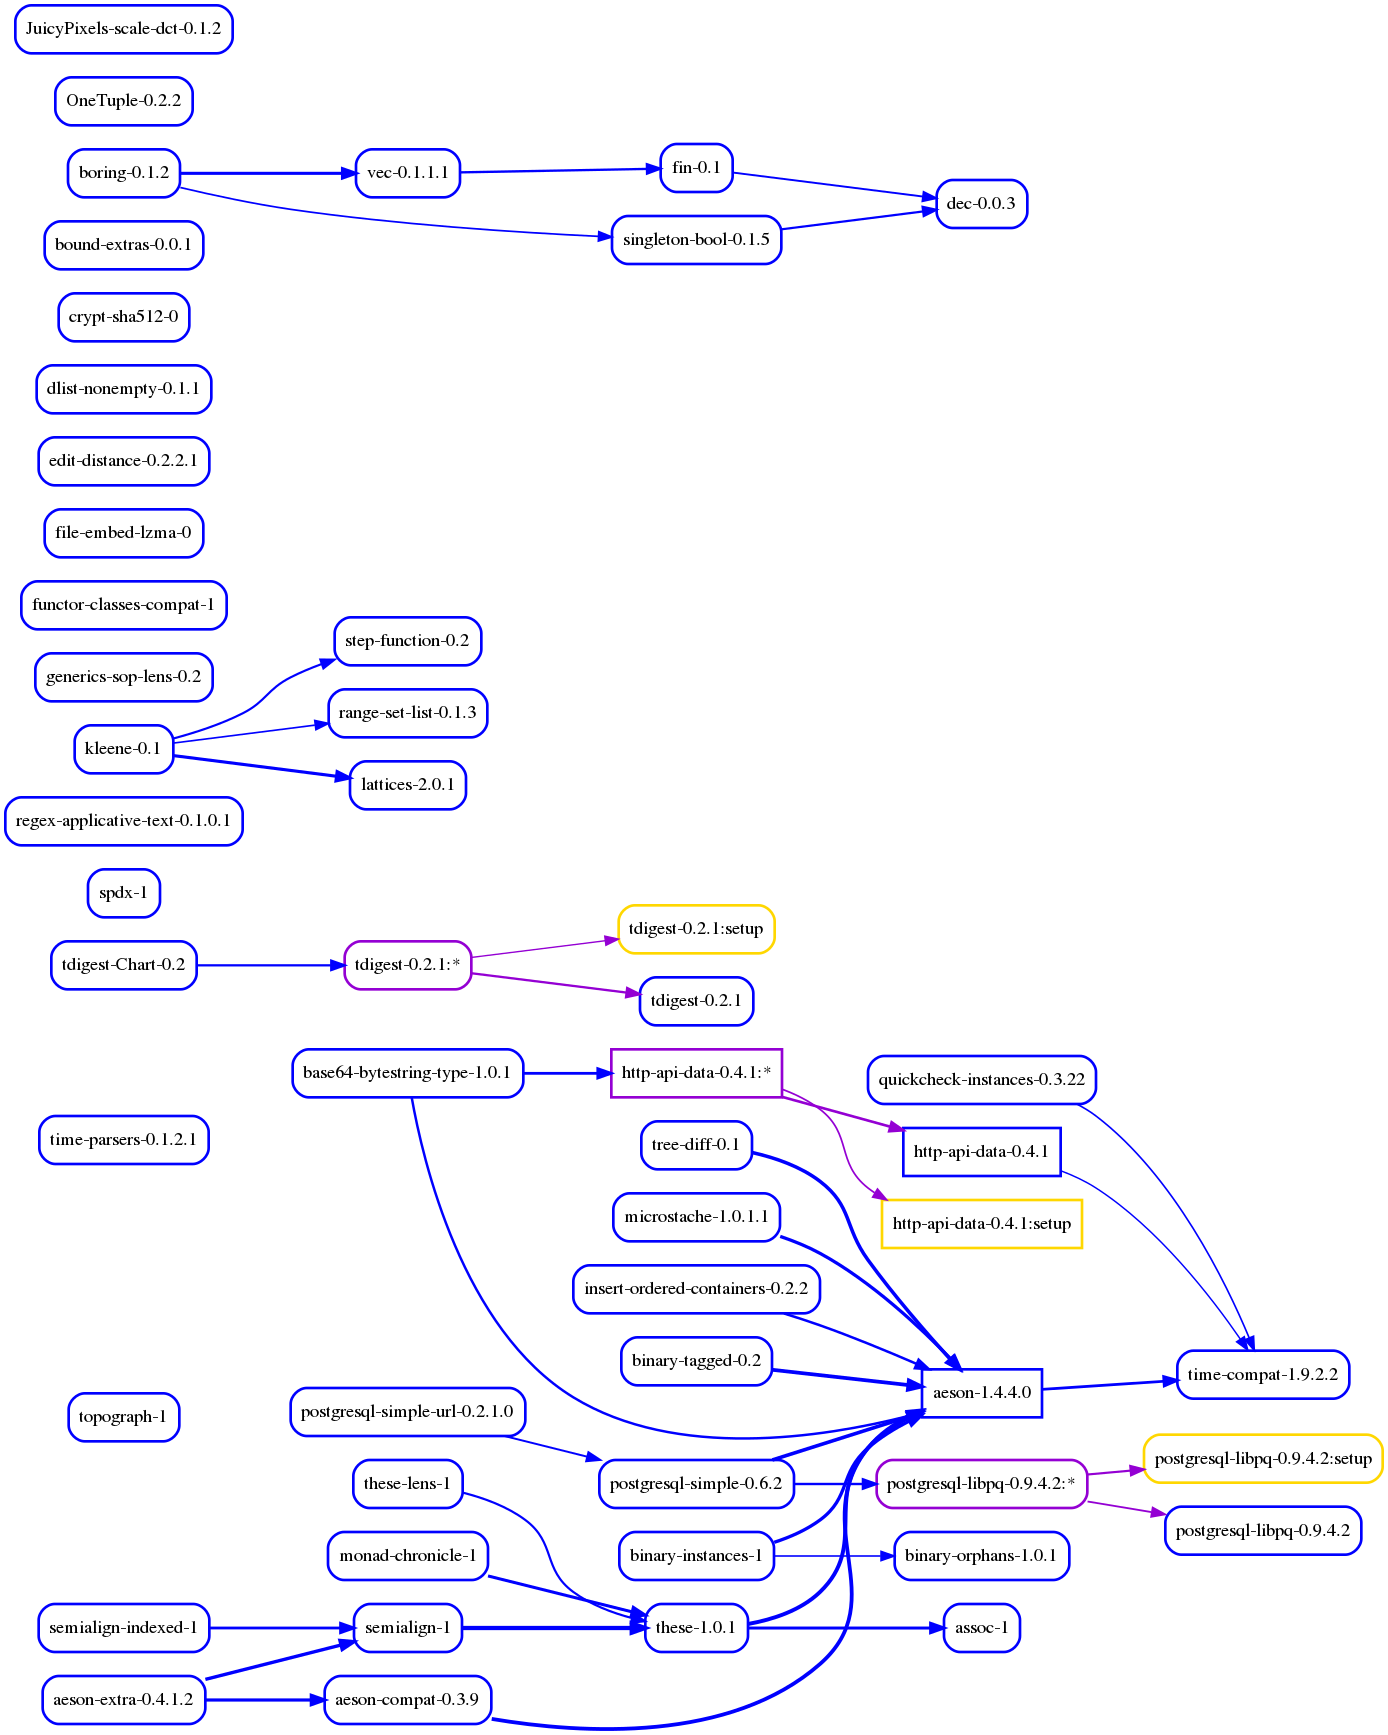 JuicyPixels-scale-dct-0.1.2
OneTuple-0.2.2
boring-0.1.2
vec-0.1.1.1
fin-0.1
dec-0.0.3
bound-extras-0.0.1
singleton-bool-0.1.5
crypt-sha512-0
dlist-nonempty-0.1.1
edit-distance-0.2.2.1
file-embed-lzma-0
functor-classes-compat-1
step-function-0.2
generics-sop-lens-0.2
range-set-list-0.1.3
kleene-0.1
lattices-2.0.1
regex-applicative-text-0.1.0.1
spdx-1
tdigest-0.2.1:setup
tdigest-Chart-0.2
tdigest-0.2.1:*
tdigest-0.2.1
base64-bytestring-type-1.0.1
http-api-data-0.4.1:*
quickcheck-instances-0.3.22
time-parsers-0.1.2.1
tree-diff-0.1
http-api-data-0.4.1
microstache-1.0.1.1
http-api-data-0.4.1:setup
insert-ordered-containers-0.2.2
binary-tagged-0.2
aeson-1.4.4.0
time-compat-1.9.2.2
topograph-1
postgresql-simple-url-0.2.1.0
postgresql-libpq-0.9.4.2:setup
these-lens-1
postgresql-simple-0.6.2
postgresql-libpq-0.9.4.2:*
postgresql-libpq-0.9.4.2
monad-chronicle-1
binary-instances-1
binary-orphans-1.0.1
semialign-indexed-1
semialign-1
these-1.0.1
assoc-1
aeson-extra-0.4.1.2
aeson-compat-0.3.9